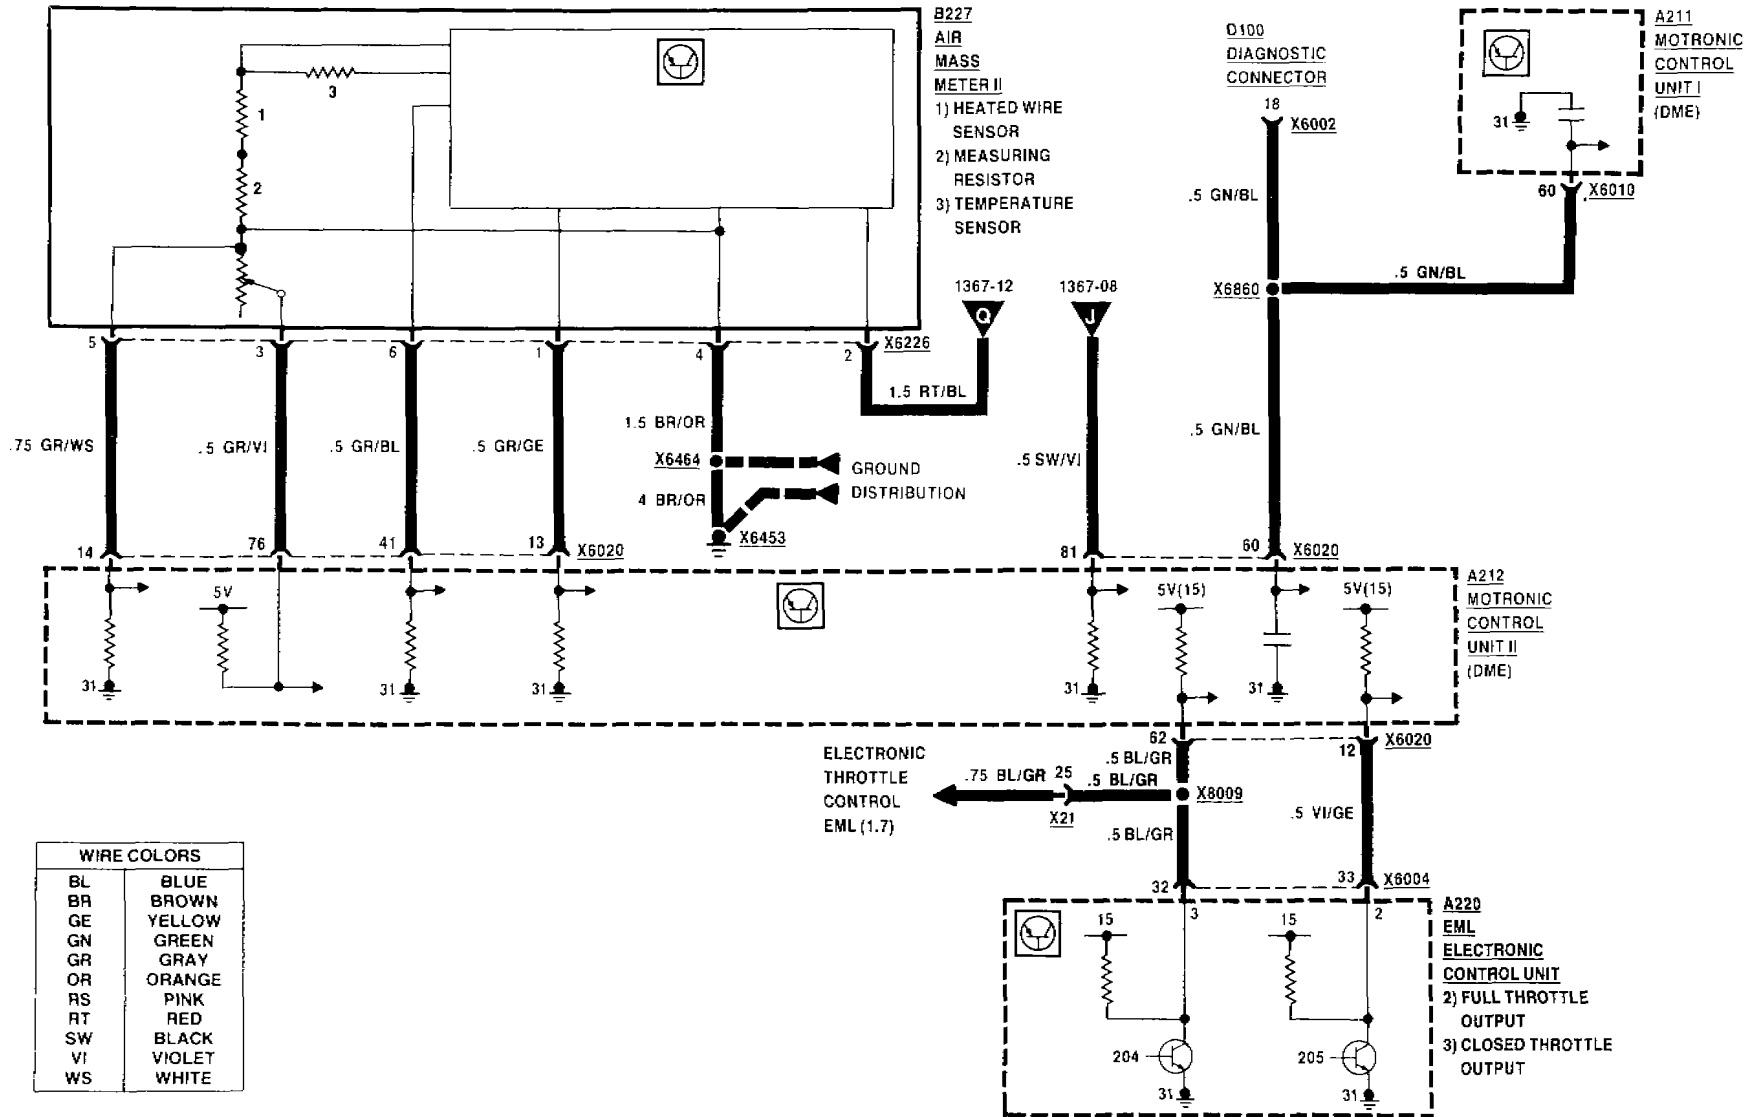 B227
AIR
MASS
METER II
1) HEATED WIRE
SENSOR
2) MEASURING
RESISTOR
3) TEMPERATURE
SENSOR
1
2
3
D100
DIAGNOSTIC
CONNECTOR
18
X6002
A211
MOTRONIC
CONTROL
UNIT I
(DME)
31
60
X6010
.5 GN/BL
X6860
.5 GN/BL
1367-12
Q
1367-08
J
5
3
6
1
4
2
X6226
1.5 RT/BL
.75 GR/WS
.5 GR/VI
.5 GR/BL
.5 GR/GE
1.5 BR/OR
X6464
GROUND
DISTRIBUTION
4 BR/OR
X6453
.5 SW/VI
.5 GN/BL
14
76
41
13
X6020
81
60
X6020
5V
5V(15)
5V(15)
31
31
31
31
31
A212
MOTRONIC
CONTROL
UNIT II
(DME)
62
12
X6020
.5 BL/GR
ELECTRONIC
THROTTLE
CONTROL
EML (1.7)
.75 BL/GR
25
.5 BL/GR
X21
X8009
.5 BL/GR
.5 VI/GE
32
33
X6004
3
2
15
15
204
205
31
31
A220
EML
ELECTRONIC
CONTROL UNIT
2) FULL THROTTLE
OUTPUT
3) CLOSED THROTTLE
OUTPUT
WIRE COLORS
BL BLUE
BR BROWN
GE YELLOW
GN GREEN
GR GRAY
OR ORANGE
RS PINK
RT RED
SW BLACK
VI VIOLET
WS WHITE